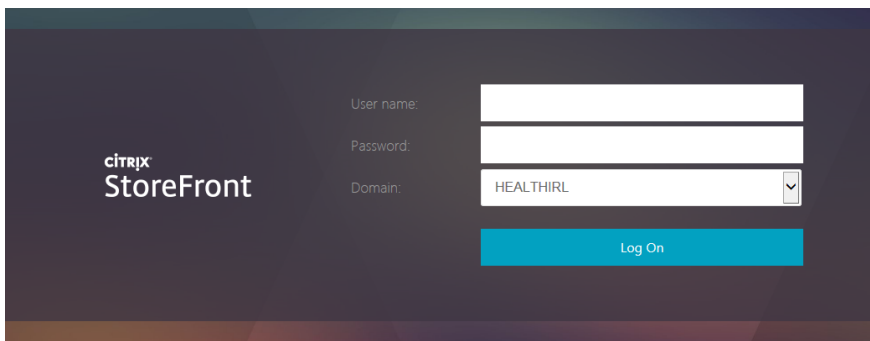 User name:
Password:
citrix
StoreFront
Domain:
HEALTHIRL
Log On